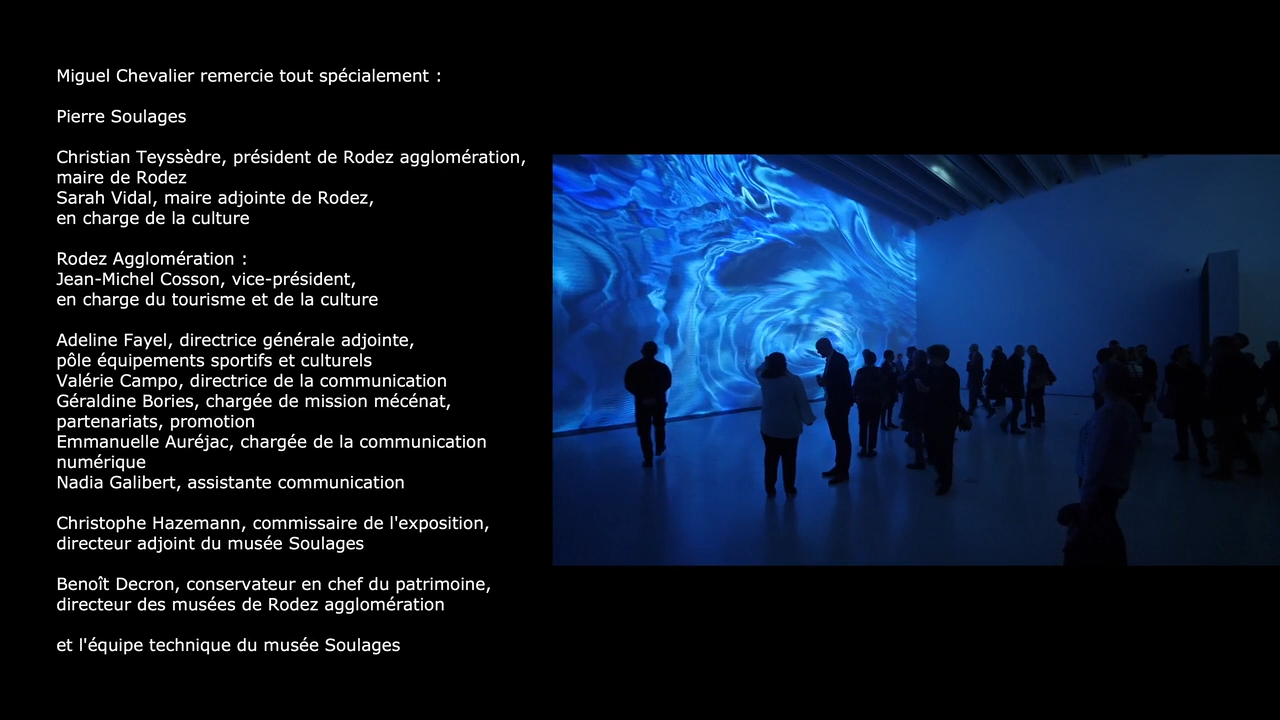 Miguel Chevalier remercie tout spécialement :
Pierre Soulages
Christian Teyssèdre, président de Rodez agglomération,
maire de Rodez
Sarah Vidal, maire adjointe de Rodez,
en charge de la culture
Rodez Agglomération :
Jean-Michel Cosson, vice-président,
en charge du tourisme et de la culture
Adeline Fayel, directrice générale adjointe,
pôle équipements sportifs et culturels
Valérie Campo, directrice de la communication
Géraldine Bories, chargée de mission mécénat,
partenariats, promotion
Emmanuelle Auréjac, chargée de la communication
numérique
Nadia Galibert, assistante communication
Christophe Hazemann, commissaire de l'exposition,
directeur adjoint du musée Soulages
Benoît Decron, conservateur en chef du patrimoine,
directeur des musées de Rodez agglomération
et l'équipe technique du musée Soulages